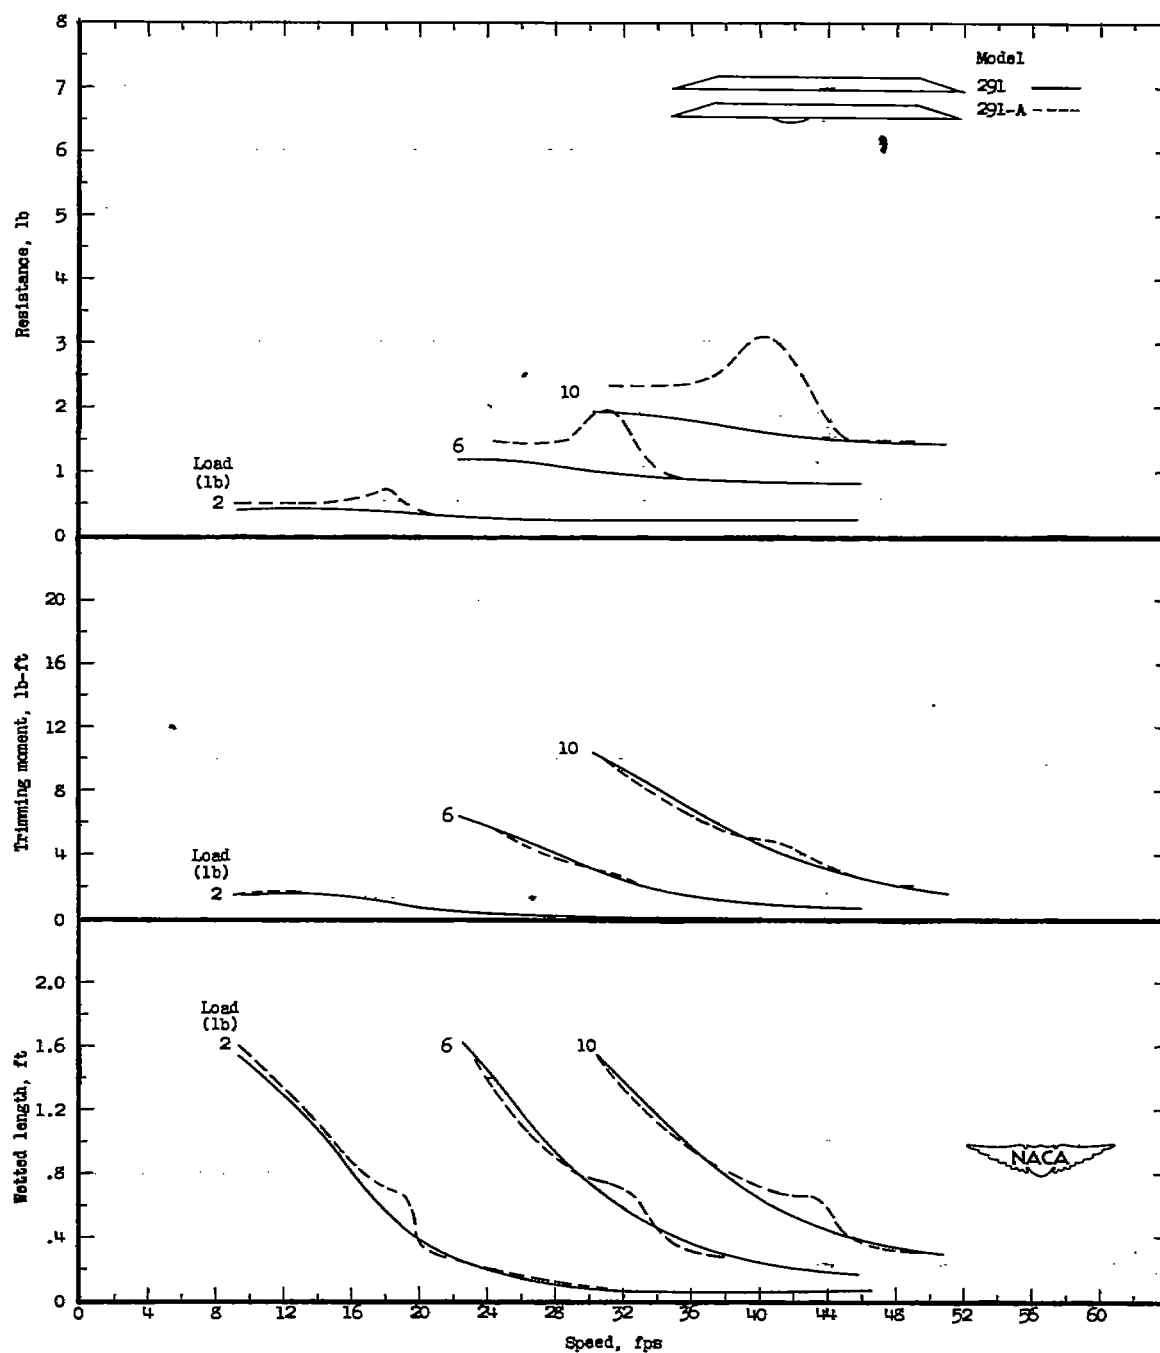 8
7
6
5
4
3
2
1
0
Resistance, lb
Model
291
291-A
10
6
Load
(lb)
2
20
16
12
8
4
0
Trimming moment, lb-ft
10
6
Load
(lb)
2
2.0
1.6
1.2
.8
.4
0
Wetted length, ft
Load
(lb)
2
6
10
NACA
0 4 8 12 16 20 24 28 32 36 40 44 48 52 56 60
Speed, fps